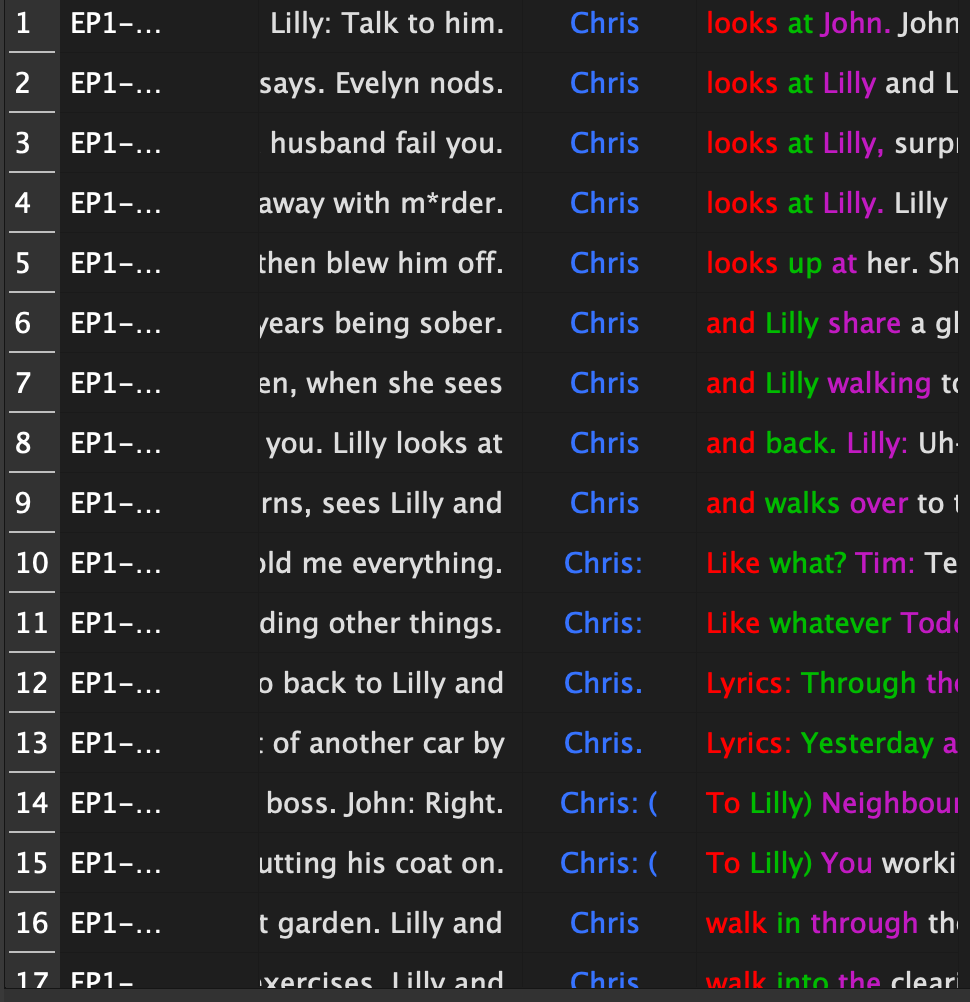 1 EP1-... Lilly: Talk to him. Chris looks at John. John
2 EP1-... says. Evelyn nods. Chris looks at Lilly and L
3 EP1-... husband fail you. Chris looks at Lilly, surpr
4 EP1-... away with m*rder. Chris looks at Lilly. Lilly
5 EP1-... then blew him off. Chris looks up at her. Sh
6 EP1-... years being sober. Chris and Lilly share a gl
7 EP1-... en, when she sees Chris and Lilly walking to
8 EP1-... you. Lilly looks at Chris and back. Lilly: Uh-
9 EP1-... rns, sees Lilly and Chris and walks over to t
10 EP1-... old me everything. Chris: Like what? Tim: Te
11 EP1-... ding other things. Chris: Like whatever Todd
12 EP1-... o back to Lilly and Chris. Lyrics: Through the
13 EP1-... t of another car by Chris. Lyrics: Yesterday a
14 EP1-... boss. John: Right. Chris: ( To Lilly) Neighbour
15 EP1-... utting his coat on. Chris: ( To Lilly) You worki
16 EP1-... t garden. Lilly and Chris walk in through the
17 EP1-... exercises. Lilly and Chris walk into the cleari